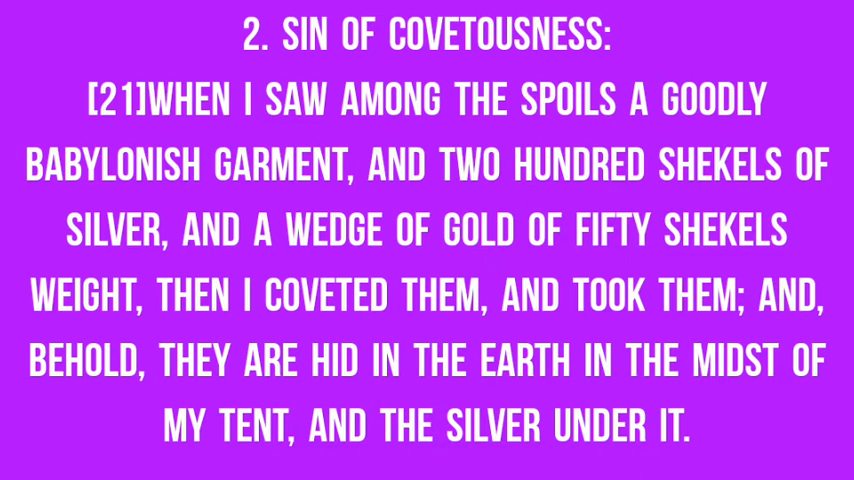 2. SIN OF COVETOUSNESS:
[21]WHEN I SAW AMONG THE SPOILS A GOODLY
BABYLONISH GARMENT, AND TWO HUNDRED SHEKELS OF
SILVER, AND A WEDGE OF GOLD OF FIFTY SHEKELS
WEIGHT, THEN I COVETED THEM, AND TOOK THEM; AND,
BEHOLD, THEY ARE HID IN THE EARTH IN THE MIDST OF
MY TENT, AND THE SILVER UNDER IT.